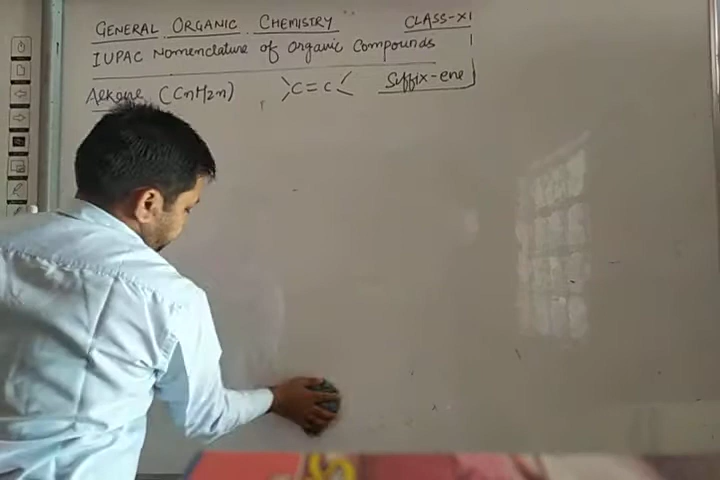 GENERAL ORGANIC CHEMISTRY CLASS-XI
IUPAC Nomenclature of organic Compounds
Alkene (CnH2n) >C=C< Suffix-ene